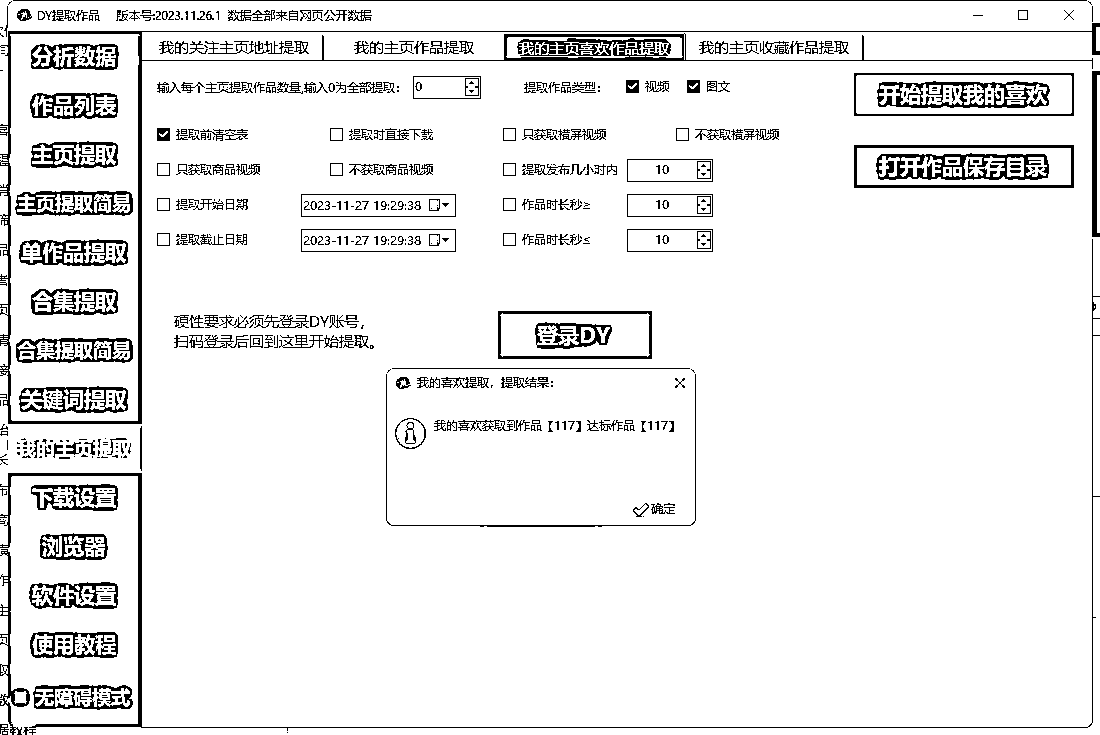 DY提取作品 版本号:2023.11.26.1 数据全部来自网页公开数据
分析数据
作品列表
主页提取
主页提取简易
单作品提取
合集提取
合集提取简易
关键词提取
我的主页提取
下载设置
浏览器
软件设置
使用教程
无障碍模式
我的关注主页地址提取 我的主页作品提取 我的主页喜欢作品提取 我的主页收藏作品提取
输入每个主页提取作品数量,输入0为全部提取: 0 提取作品类型: 视频 图文
开始提取我的喜欢
提取前清空表 提取时直接下载 只获取横屏视频 不获取横屏视频
打开作品保存目录
只获取商品视频 不获取商品视频 提取发布几小时内 10
提取开始日期 2023-11-27 19:29:38 作品时长秒≥ 10
提取截止日期 2023-11-27 19:29:38 作品时长秒≤ 10
硬性要求必须先登录DY账号,
扫码登录后回到这里开始提取。
登录DY
我的喜欢提取, 提取结果:
我的喜欢获取到作品【117】达标作品【117】
确定